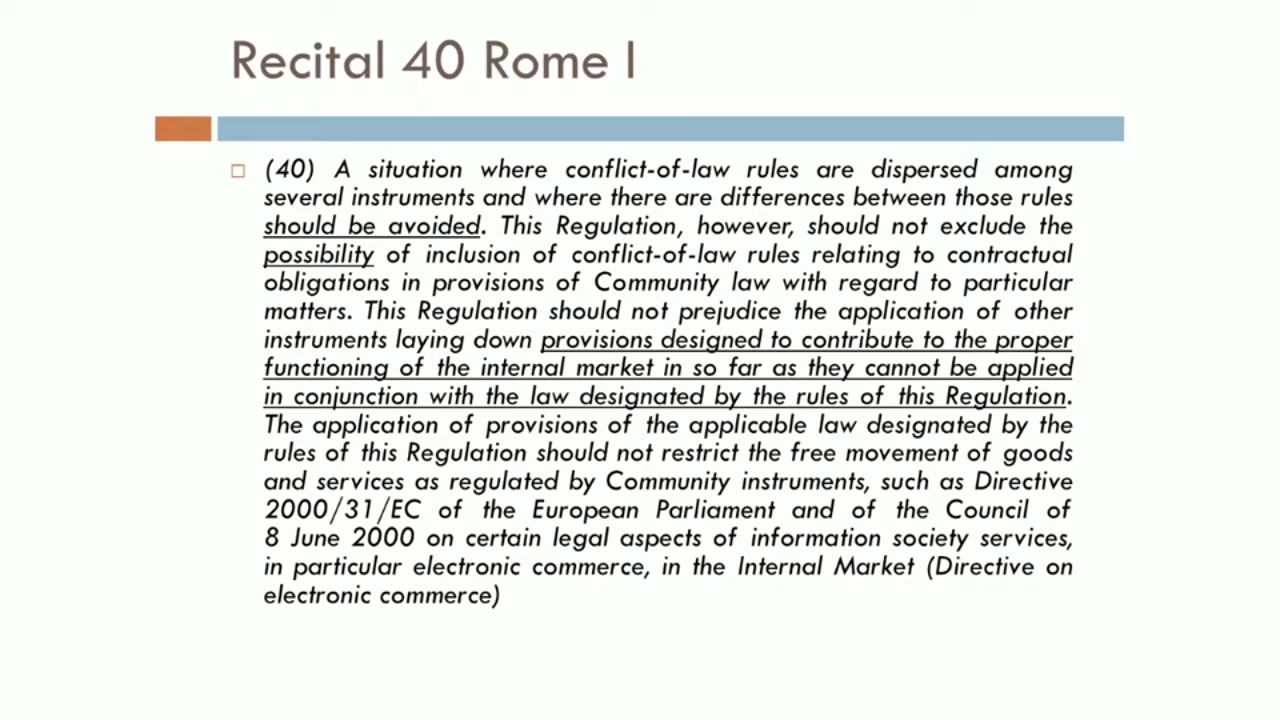 Recital 40 Rome I
(40) A situation where conflict-of-law rules are dispersed among
several instruments and where there are differences between those rules
should be avoided. This Regulation, however, should not exclude the
possibility of inclusion of conflict-of-law rules relating to contractual
obligations in provisions of Community law with regard to particular
matters. This Regulation should not prejudice the application of other
instruments laying down provisions designed to contribute to the proper
functioning of the internal market in so far as they cannot be applied
in conjunction with the law designated by the rules of this Regulation.
The application of provisions of the applicable law designated by the
rules of this Regulation should not restrict the free movement of goods
and services as regulated by Community instruments, such as Directive
2000/31/EC of the European Parliament and of the Council of
8 June 2000 on certain legal aspects of information society services,
in particular electronic commerce, in the Internal Market (Directive on
electronic commerce)